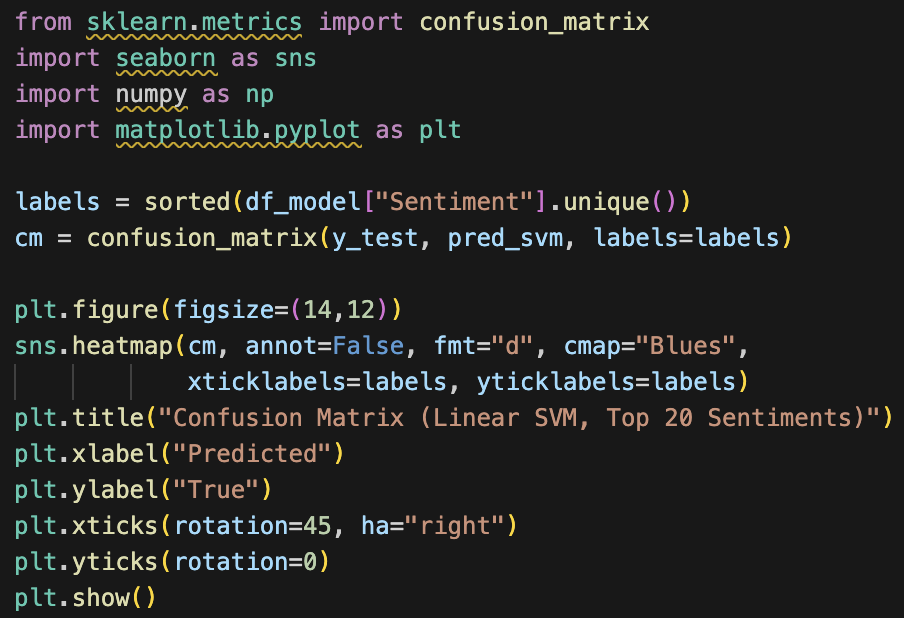 from sklearn.metrics import confusion_matrix
import seaborn as sns
import numpy as np
import matplotlib.pyplot as plt

labels = sorted(df_model["Sentiment"].unique())
cm = confusion_matrix(y_test, pred_svm, labels=labels)

plt.figure(figsize=(14,12))
sns.heatmap(cm, annot=False, fmt="d", cmap="Blues",
            xticklabels=labels, yticklabels=labels)
plt.title("Confusion Matrix (Linear SVM, Top 20 Sentiments)")
plt.xlabel("Predicted")
plt.ylabel("True")
plt.xticks(rotation=45, ha="right")
plt.yticks(rotation=0)
plt.show()